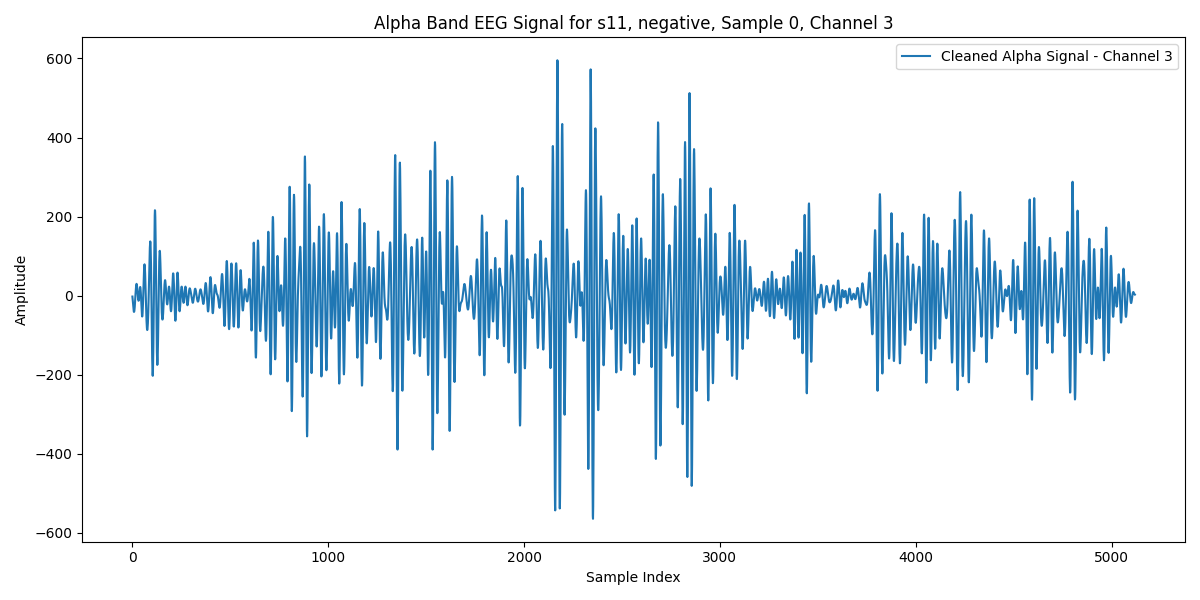 Alpha Band EEG Signal for s11, negative, Sample 0, Channel 3
Cleaned Alpha Signal - Channel 3
Amplitude
600
400
200
0
−200
−400
−600
0 1000 2000 3000 4000 5000
Sample Index